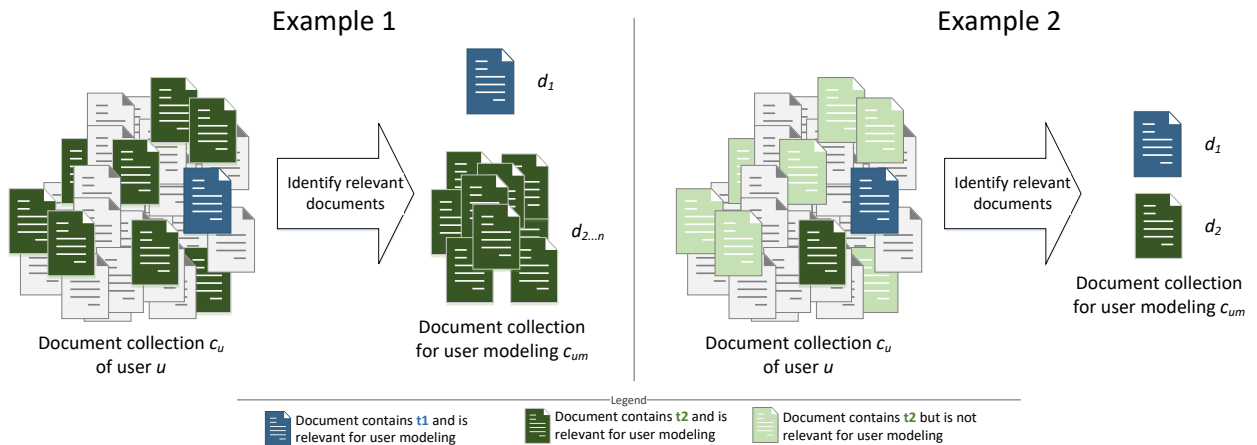 Example 1
d1
Identify relevant
documents
d2...n
Document collection cu
of user u
Document collection
for user modeling cum
Example 2
Identify relevant
documents
d1
d2
Document collection
for user modeling cum
Document collection cu
of user u
Legend
Document contains t1 and is
relevant for user modeling
Document contains t2 and is
relevant for user modeling
Document contains t2 but is not
relevant for user modeling